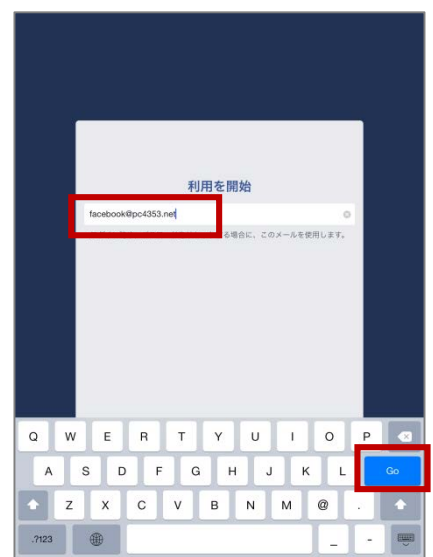 利用を開始
facebook@pc4353.net
る場合に、このメールを使用します。
Q W E R T Y U I O P
A S D F G H J K L Go
Z X C V B N M @ .
.?123 _ -